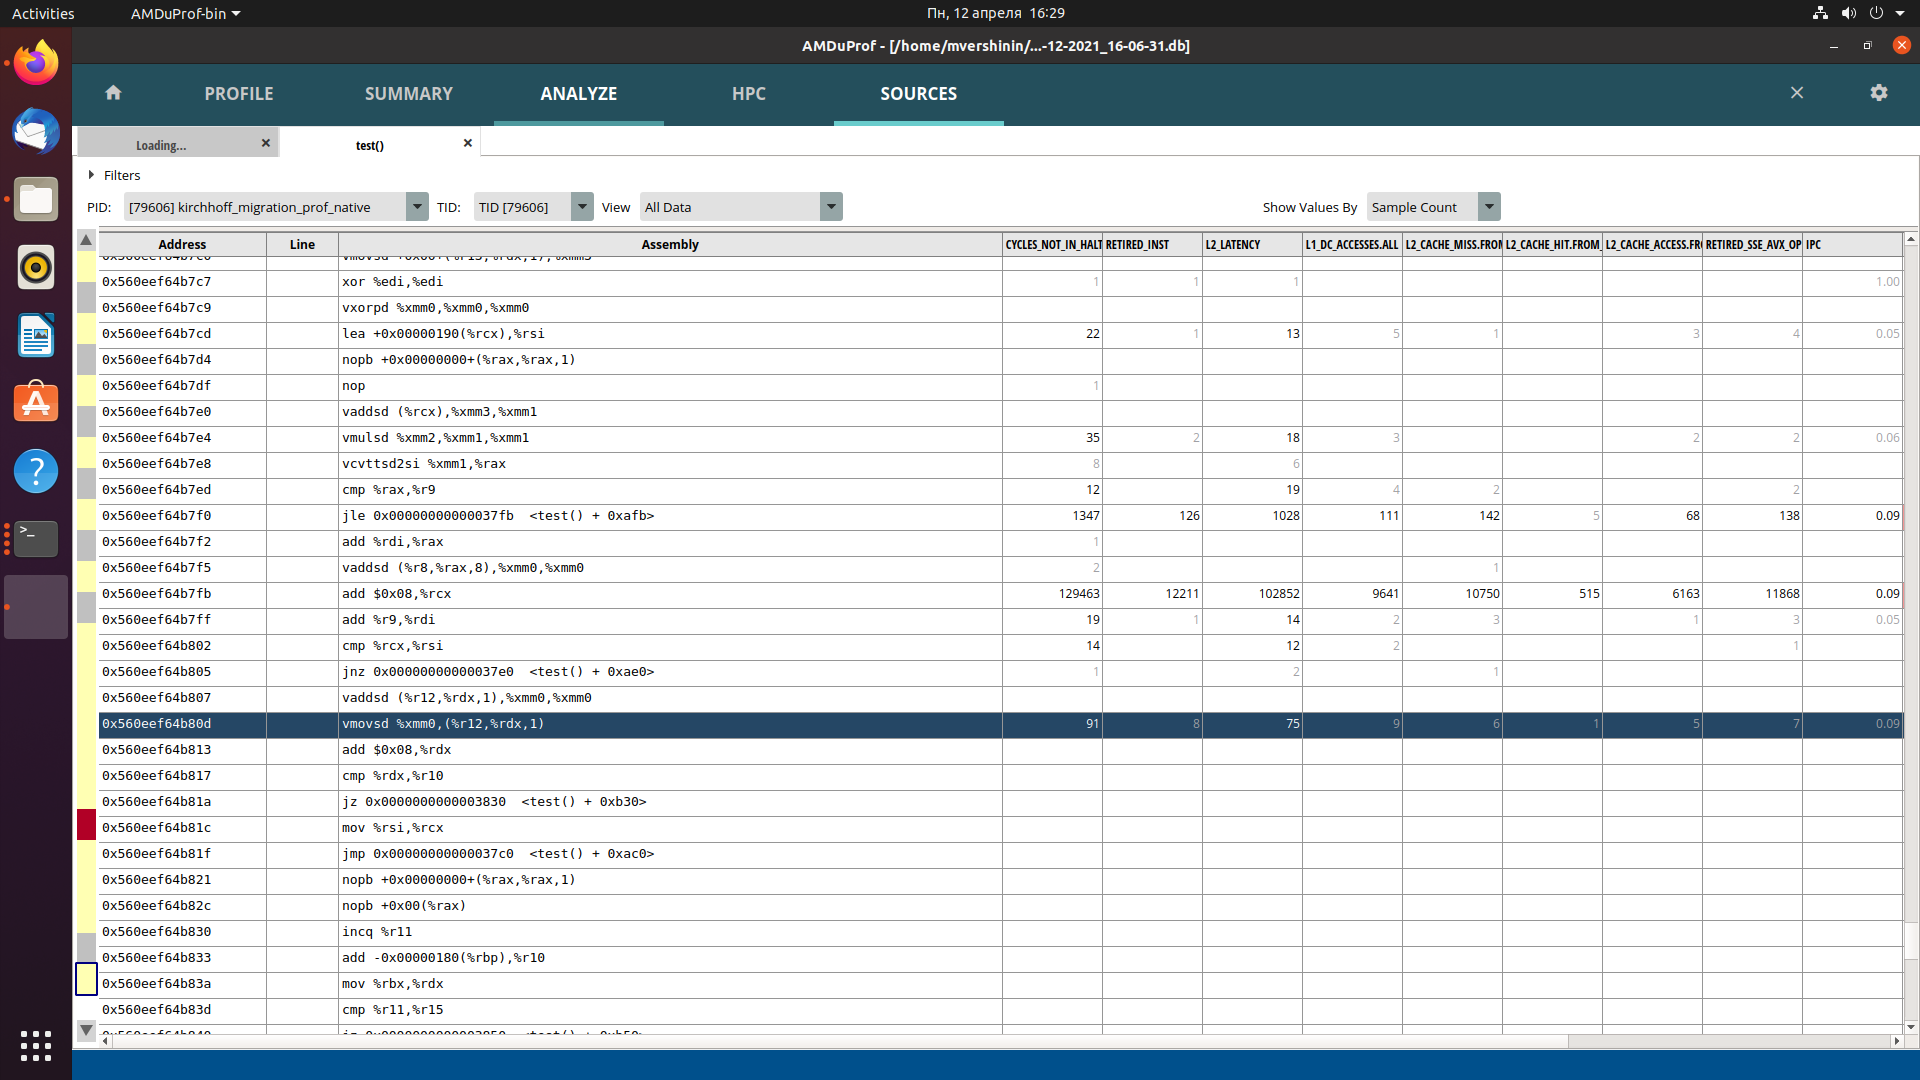 Activities AMDuProf-bin Пн, 12 апреля 16:29
AMDuProf - [/home/mvershinin/...-12-2021_16-06-31.db]
PROFILE SUMMARY ANALYZE HPC SOURCES
Loading... test()
Filters
PID: [79606] kirchhoff_migration_prof_native TID: TID [79606] View All Data Show Values By Sample Count
Address Line Assembly CYCLES_NOT_IN_HALT RETIRED_INST L2_LATENCY L1_DC_ACCESSES.ALL L2_CACHE_MISS.FROM L2_CACHE_HIT.FROM_ L2_CACHE_ACCESS.FR RETIRED_SSE_AVX_OP IPC
0x560eef64b7c7 xor %edi,%edi 1 1 1 1.00
0x560eef64b7c9 vxorpd %xmm0,%xmm0,%xmm0
0x560eef64b7cd lea +0x00000190(%rcx),%rsi 22 1 13 5 1 3 4 0.05
0x560eef64b7d4 nopb +0x00000000+(%rax,%rax,1)
0x560eef64b7df nop 1
0x560eef64b7e0 vaddsd (%rcx),%xmm3,%xmm1
0x560eef64b7e4 vmulsd %xmm2,%xmm1,%xmm1 35 2 18 3 2 2 0.06
0x560eef64b7e8 vcvttsd2si %xmm1,%rax 8 6
0x560eef64b7ed cmp %rax,%r9 12 19 4 2 2
0x560eef64b7f0 jle 0x00000000000037fb <test() + 0xafb> 1347 126 1028 111 142 5 68 138 0.09
0x560eef64b7f2 add %rdi,%rax 1
0x560eef64b7f5 vaddsd (%r8,%rax,8),%xmm0,%xmm0 2 1
0x560eef64b7fb add $0x08,%rcx 129463 12211 102852 9641 10750 515 6163 11868 0.09
0x560eef64b7ff add %r9,%rdi 19 1 14 2 3 1 3 0.05
0x560eef64b802 cmp %rcx,%rsi 14 12 2 1
0x560eef64b805 jnz 0x00000000000037e0 <test() + 0xae0> 1 2 1
0x560eef64b807 vaddsd (%r12,%rdx,1),%xmm0,%xmm0
0x560eef64b80d vmovsd %xmm0,(%r12,%rdx,1) 91 8 75 9 6 1 5 7 0.09
0x560eef64b813 add $0x08,%rdx
0x560eef64b817 cmp %rdx,%r10
0x560eef64b81a jz 0x0000000000003830 <test() + 0xb30>
0x560eef64b81c mov %rsi,%rcx
0x560eef64b81f jmp 0x00000000000037c0 <test() + 0xac0>
0x560eef64b821 nopb +0x00000000+(%rax,%rax,1)
0x560eef64b82c nopb +0x00(%rax)
0x560eef64b830 incq %r11
0x560eef64b833 add -0x00000180(%rbp),%r10
0x560eef64b83a mov %rbx,%rdx
0x560eef64b83d cmp %r11,%r15